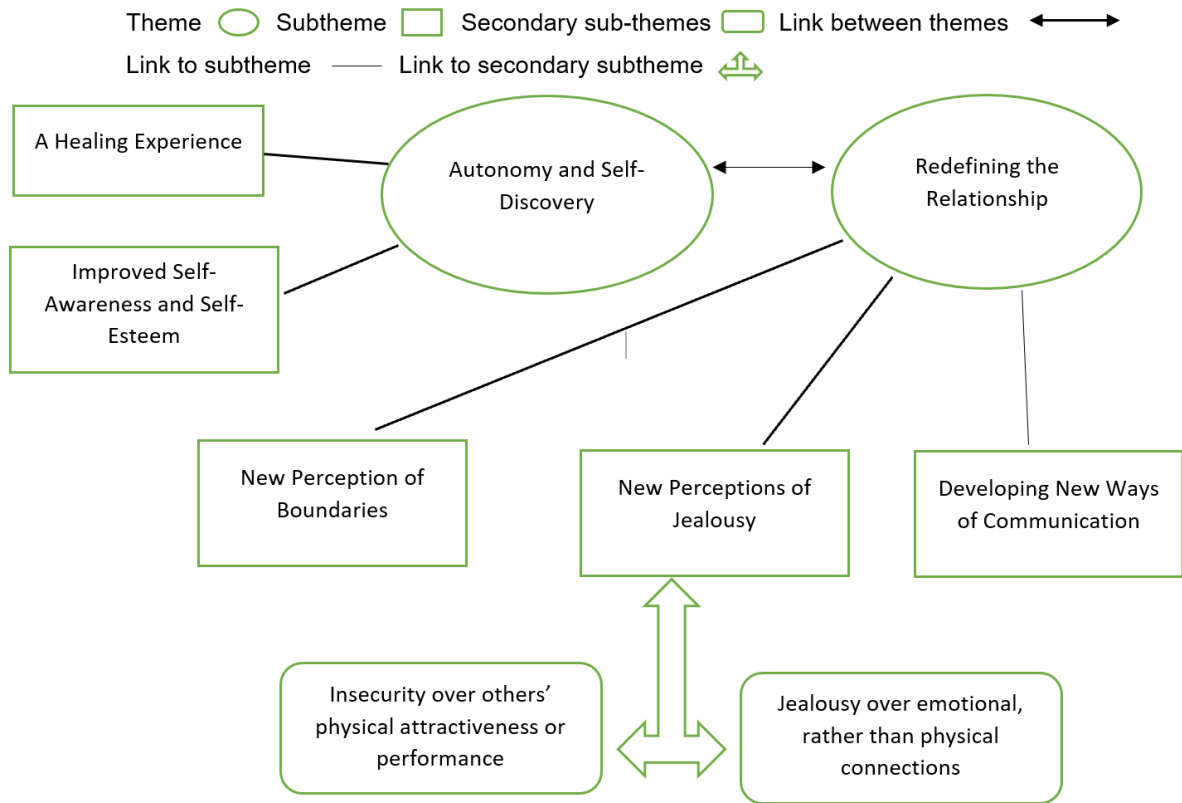 Theme Subtheme Secondary sub-themes Link between themes
Link to subtheme Link to secondary subtheme
A Healing Experience
Autonomy and Self-
Discovery
Redefining the
Relationship
Improved Self-
Awareness and Self-
Esteem
New Perception of
Boundaries
New Perceptions of
Jealousy
Developing New Ways
of Communication
Insecurity over others’
physical attractiveness or
performance
Jealousy over emotional,
rather than physical
connections